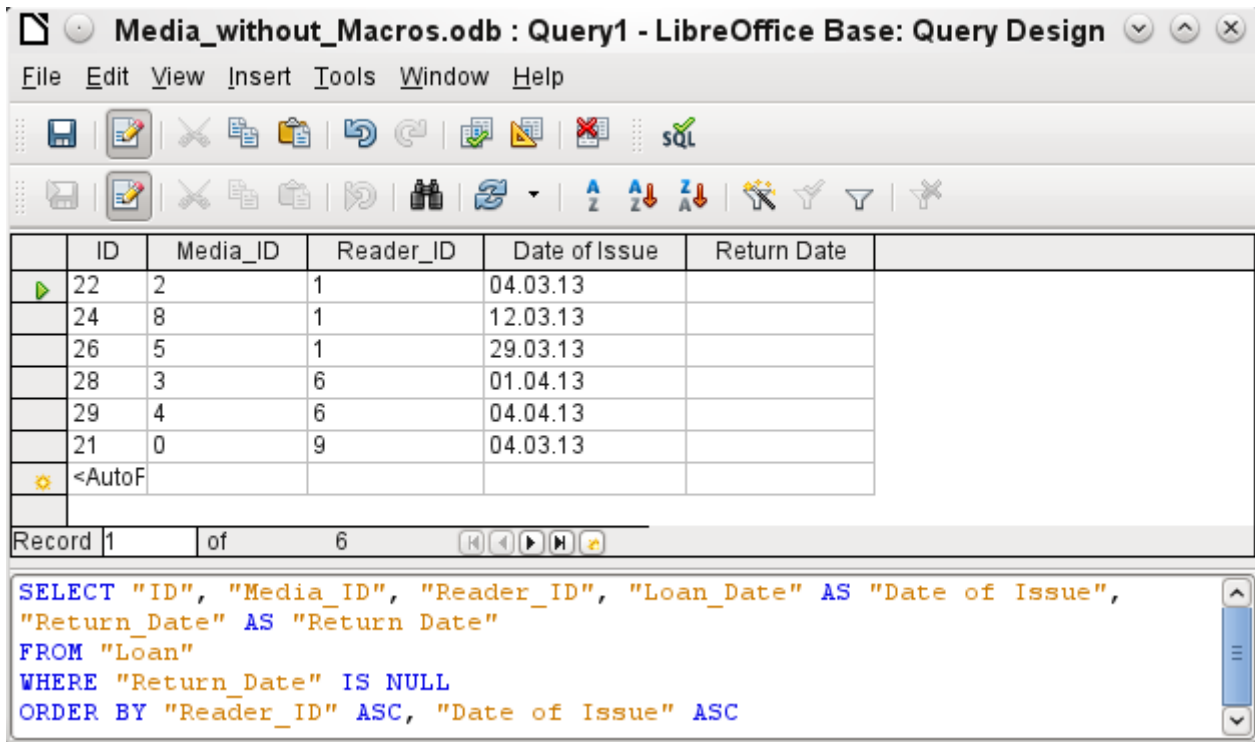 Media_without_Macros.odb : Query1 - LibreOffice Base: Query Design
File Edit View Insert Tools Window Help
SQL
A Z A Z Z A
ID Media_ID Reader_ID Date of Issue Return Date
22 2 1 04.03.13
24 8 1 12.03.13
26 5 1 29.03.13
28 3 6 01.04.13
29 4 6 04.04.13
21 0 9 04.03.13
<AutoF
Record 1 of 6
SELECT "ID", "Media_ID", "Reader_ID", "Loan_Date" AS "Date of Issue",
"Return_Date" AS "Return Date"
FROM "Loan"
WHERE "Return_Date" IS NULL
ORDER BY "Reader_ID" ASC, "Date of Issue" ASC